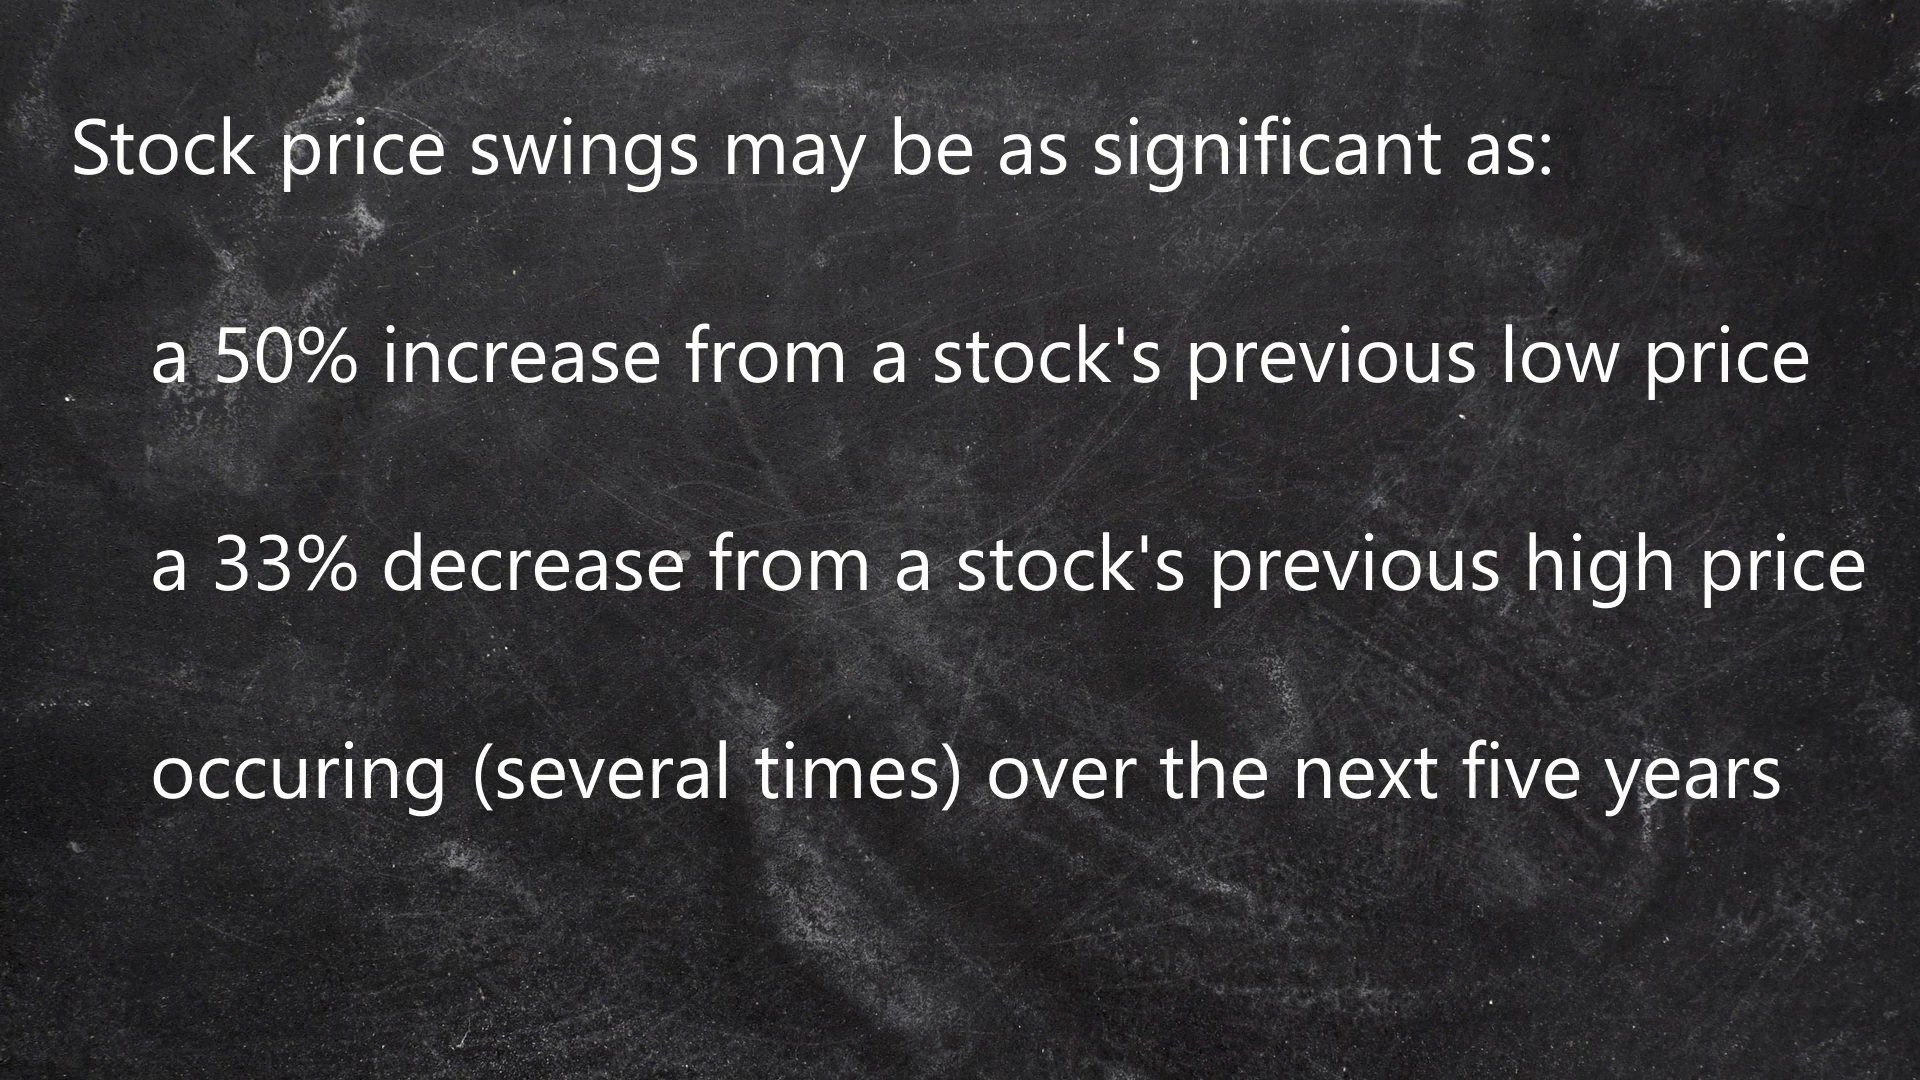 Stock price swings may be as significant as:
a 50% increase from a stock's previous low price
a 33% decrease from a stock's previous high price
occuring (several times) over the next five years